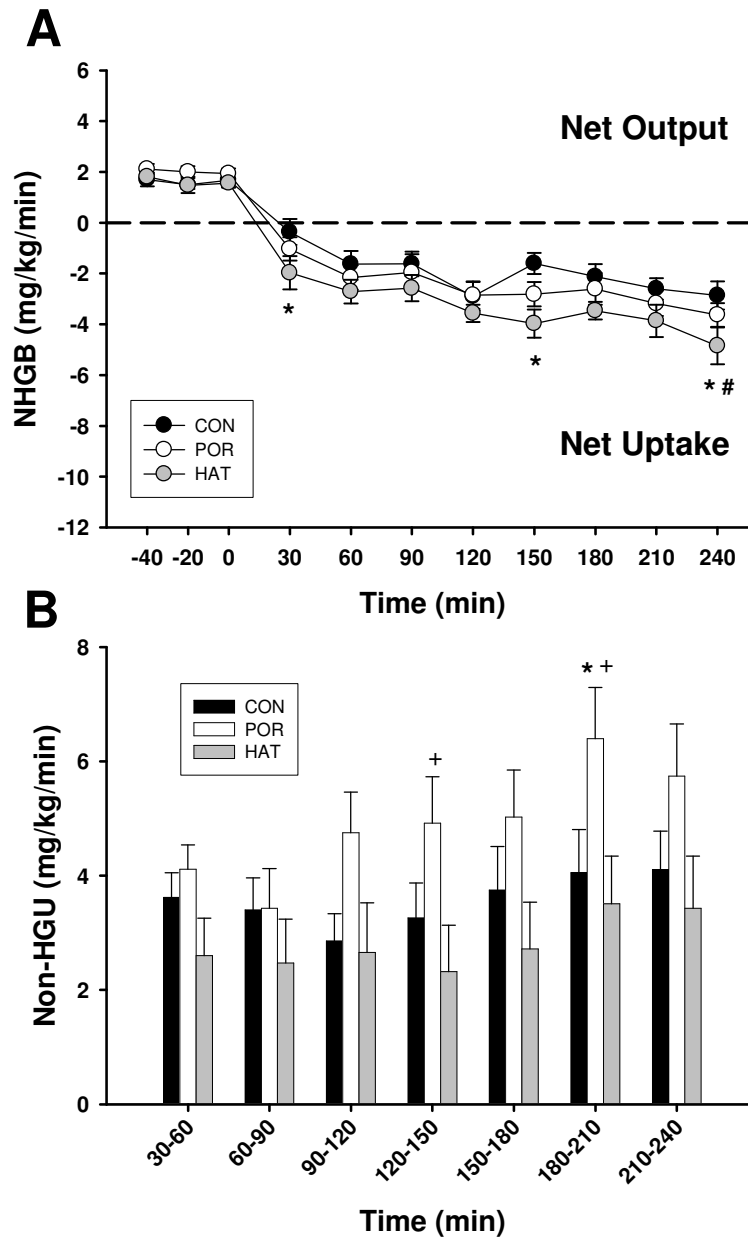 A
NHGB (mg/kg/min)
6
4
2
0
-2
-4
-6
-8
-10
-12
Net Output
Net Uptake
*
*
* #
CON
POR
HAT
-40 -20 0 30 60 90 120 150 180 210 240
Time (min)
B
Non-HGU (mg/kg/min)
8
6
4
2
0
CON
POR
HAT
+
* +
30-60 60-90 90-120 120-150 150-180 180-210 210-240
Time (min)